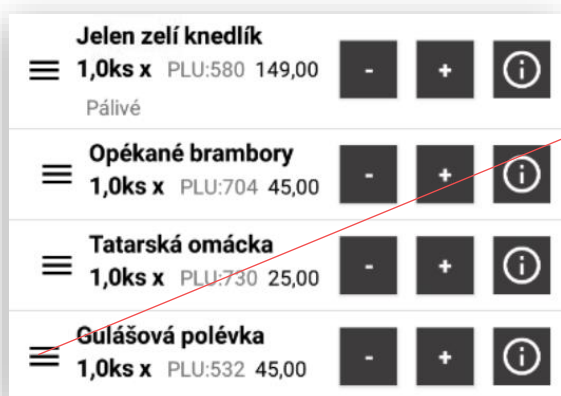 Jelen zelí knedlík
1,0ks x PLU:580 149,00 - +
Pálivé
Opékané brambory
1,0ks x PLU:704 45,00 - +
Tatarská omácka
1,0ks x PLU:730 25,00 - +
Gulášová polévka
1,0ks x PLU:532 45,00 - +